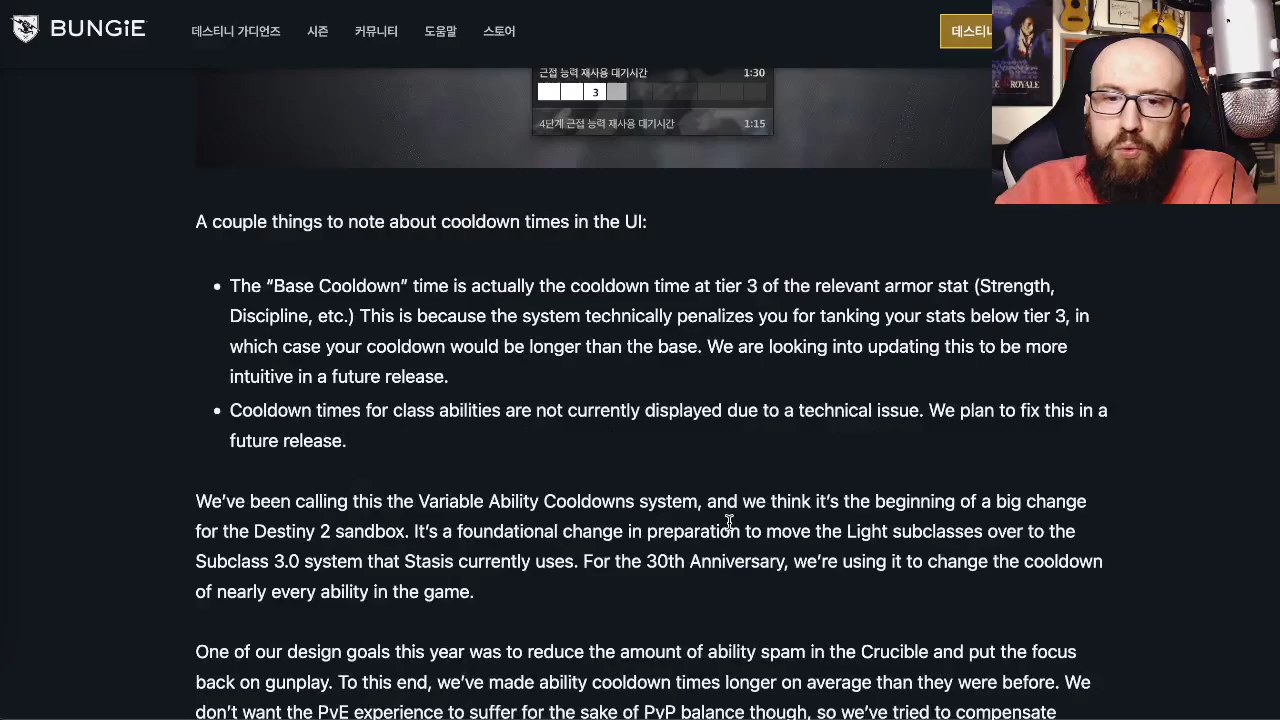 BUNGiE
데스티니 가디언즈 시즌 커뮤니티 도움말 스토어
데스티니
근접 능력 재사용 대기시간 1:30
3
4단계 근접 능력 재사용 대기시간 1:15
A couple things to note about cooldown times in the UI:
• The “Base Cooldown” time is actually the cooldown time at tier 3 of the relevant armor stat (Strength,
Discipline, etc.) This is because the system technically penalizes you for tanking your stats below tier 3, in
which case your cooldown would be longer than the base. We are looking into updating this to be more
intuitive in a future release.
• Cooldown times for class abilities are not currently displayed due to a technical issue. We plan to fix this in a
future release.
We’ve been calling this the Variable Ability Cooldowns system, and we think it’s the beginning of a big change
for the Destiny 2 sandbox. It’s a foundational change in preparation to move the Light subclasses over to the
Subclass 3.0 system that Stasis currently uses. For the 30th Anniversary, we’re using it to change the cooldown
of nearly every ability in the game.
One of our design goals this year was to reduce the amount of ability spam in the Crucible and put the focus
back on gunplay. To this end, we’ve made ability cooldown times longer on average than they were before. We
don’t want the PvE experience to suffer for the sake of PvP balance though, so we’ve tried to compensate